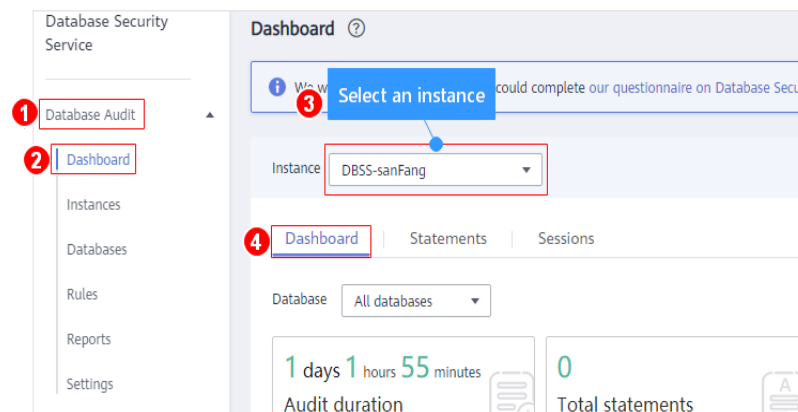 Database Security
Service
1 Database Audit
2 Dashboard
Instances
Databases
Rules
Reports
Settings
Dashboard ?
We w
could complete our questionnaire on Database Secu
3 Select an instance
Instance DBSS-sanFang
4 Dashboard Statements Sessions
Database All databases
1 days 1 hours 55 minutes
Audit duration
0
Total statements
A